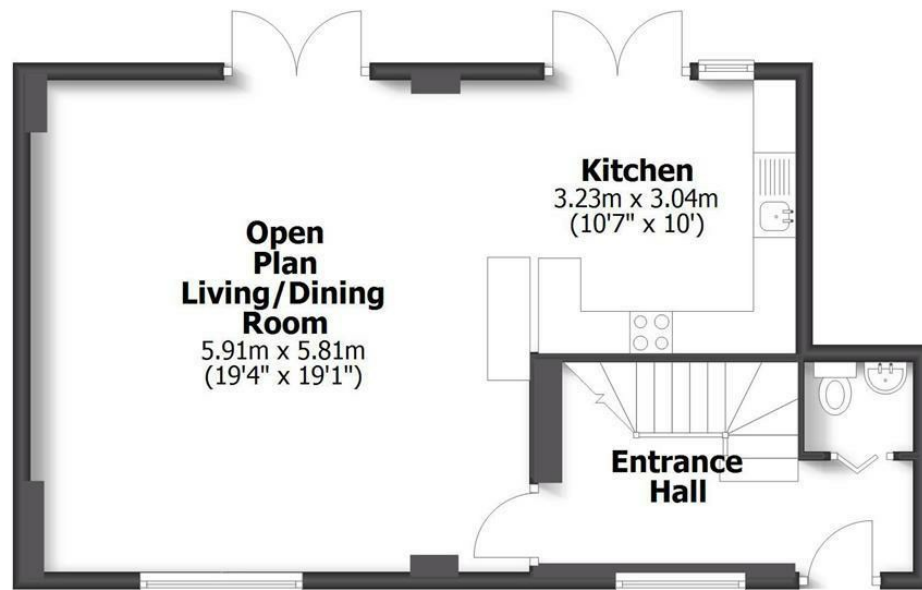 Kitchen
3.23m x 3.04m
(10'7" x 10')
Open
Plan
Living/Dining
Room
5.91m x 5.81m
(19'4" x 19'1")
Entrance
Hall